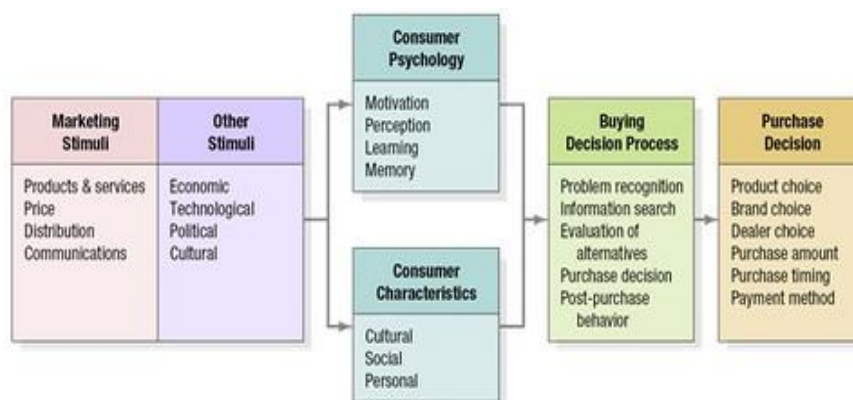 Marketing
Stimuli
Products & services
Price
Distribution
Communications
Other
Stimuli
Economic
Technological
Political
Cultural
Consumer
Psychology
Motivation
Perception
Learning
Memory
Consumer
Characteristics
Cultural
Social
Personal
Buying
Decision Process
Problem recognition
Information search
Evaluation of
alternatives
Purchase decision
Post-purchase
behavior
Purchase
Decision
Product choice
Brand choice
Dealer choice
Purchase amount
Purchase timing
Payment method